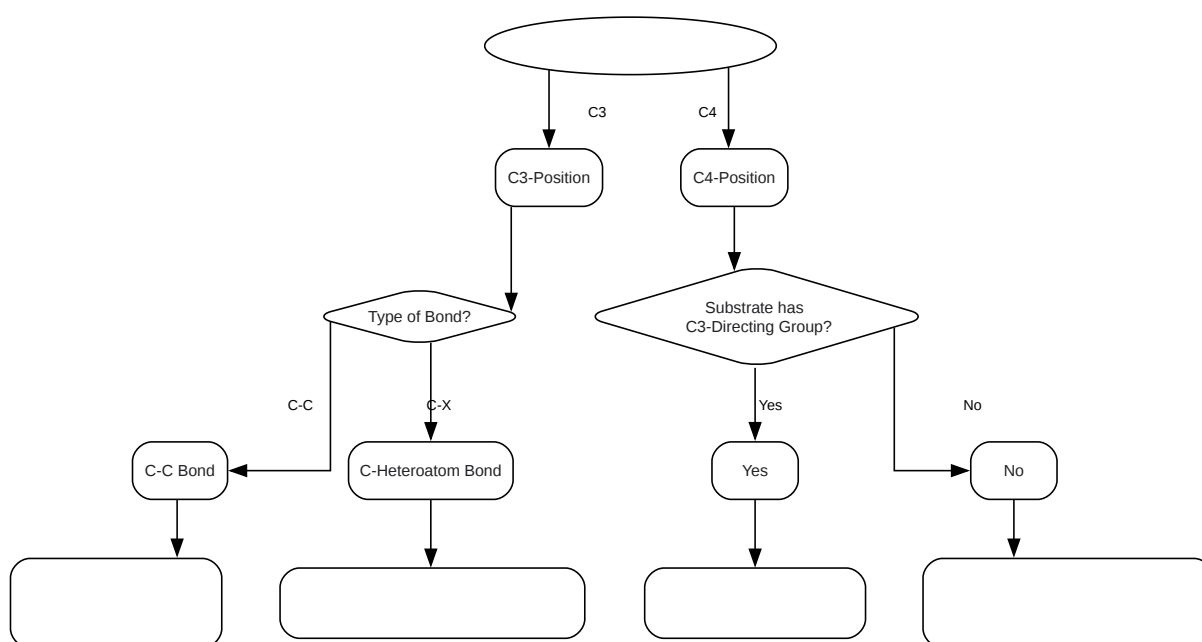 C3
C4
C3-Position
C4-Position
Type of Bond?
Substrate has
C3-Directing Group?
C-C
C-X
Yes
No
C-C Bond
C-Heteroatom Bond
Yes
No